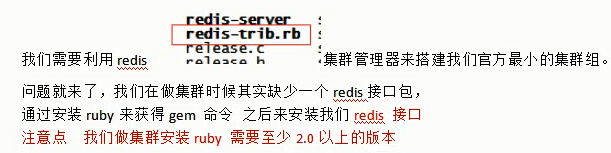 redis-server
redis-trib.rb
release.c
我们需要利用 redis 集群管理器来搭建我们官方最小的集群组。
问题就来了，我们在做集群时候其实缺少一个 redis 接口包，
通过安装 ruby 来获得 gem 命令 之后来安装我们 redis 接口
注意点 我们做集群安装 ruby 需要至少 2.0 以上的版本